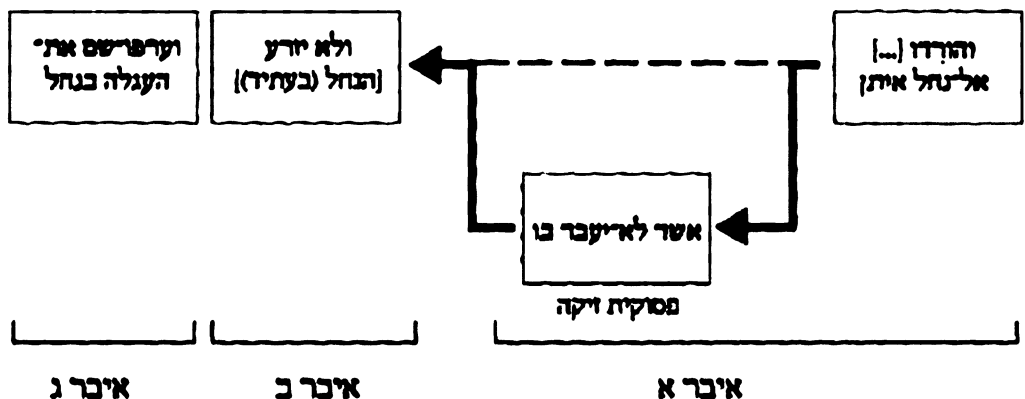 והורדו [...]
אל־נחל איתן
אשר לא־יעבד בו
פסוקית זיקה
ולא יזרע
[הנחל (בעתיד)]
וערפו־שם את־
העגלה בנחל
איבר א
איבר ב
איבר ג